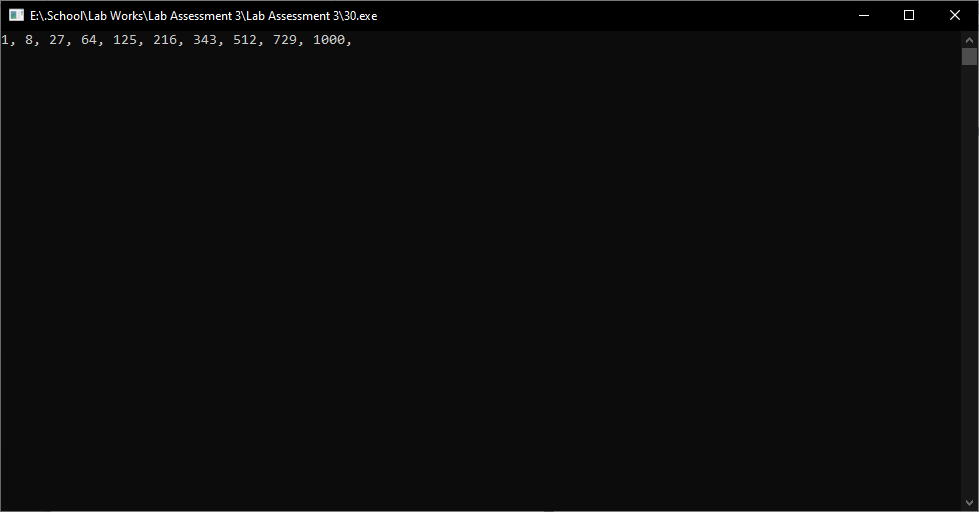 E:\.School\Lab Works\Lab Assessment 3\Lab Assessment 3\30.exe
1, 8, 27, 64, 125, 216, 343, 512, 729, 1000,